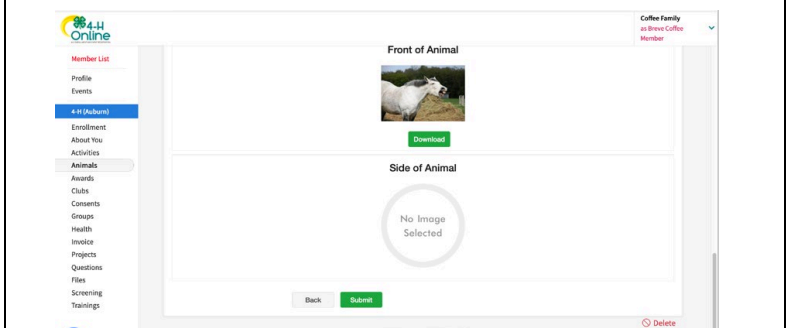 4-H
Online
Coffee Family
as Breve Coffee
Member
Member List
Profile
Events
4-H (Auburn)
Enrollment
About You
Activities
Animals
Awards
Clubs
Consents
Groups
Health
Invoice
Projects
Questions
Files
Screening
Trainings
Front of Animal
Download
Side of Animal
No Image
Selected
Back
Submit
Delete